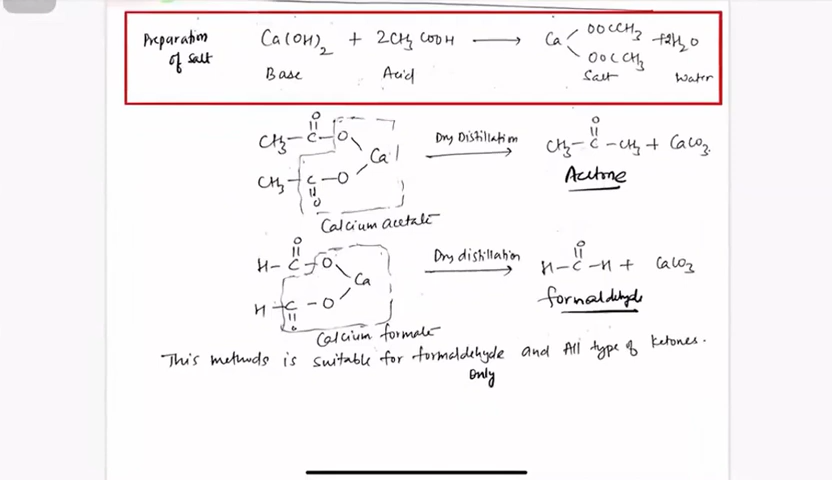 Preparation of salt
Ca(OH)2 + 2CH3COOH ⟶ Ca < OOCCH3 OOCCH3 + 2H2O
Base Acid Salt Water
CH3-C(=O)-O
CH3-C(=O)-O
Ca
Dry Distillation
CH3-C(=O)-CH3 + CaCO3
Acetone
Calcium acetate
H-C(=O)-O
H-C(=O)-O
Ca
Dry distillation
H-C(=O)-H + CaCO3
formaldehyde
Calcium formate
This methods is suitable for formaldehyde and All type of ketones.
only